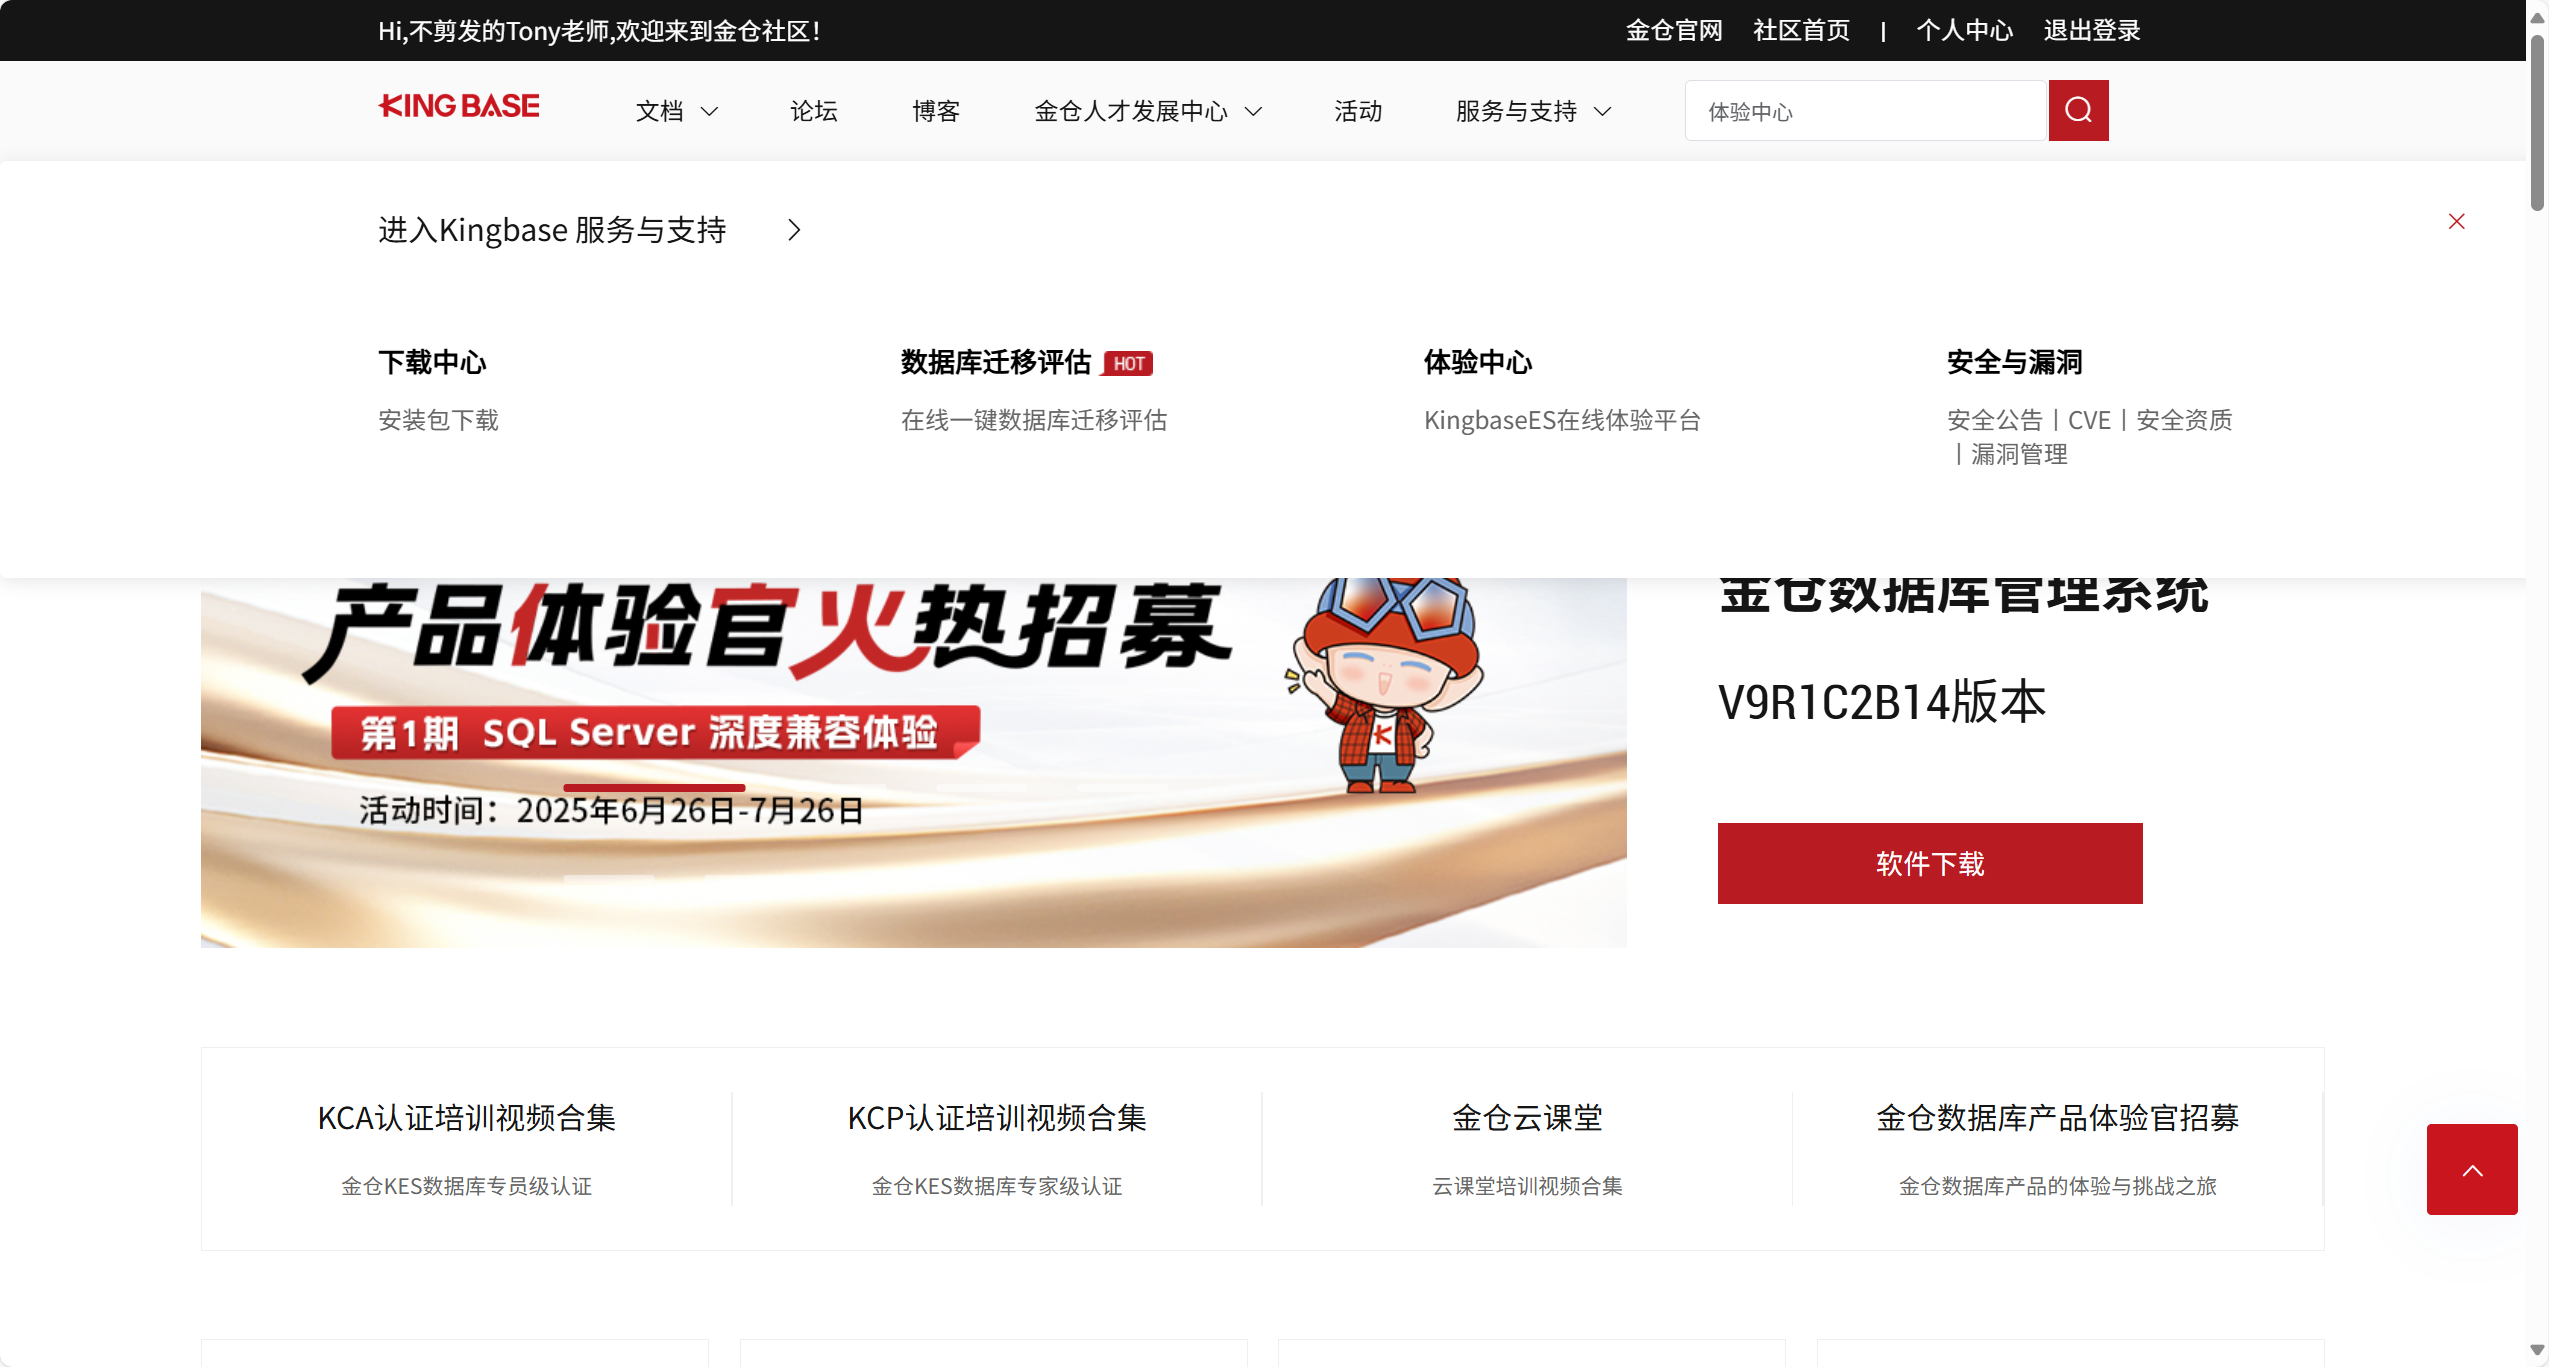 Hi,不剪发的Tony老师,欢迎来到金仓社区!
金仓官网 社区首页 | 个人中心 退出登录
KINGBASE
文档 论坛 博客 金仓人才发展中心 活动 服务与支持
体验中心
进入Kingbase 服务与支持
下载中心
安装包下载
数据库迁移评估 HOT
在线一键数据库迁移评估
体验中心
KingbaseES在线体验平台
安全与漏洞
安全公告丨CVE丨安全资质
丨漏洞管理
产品体验官火热招募
第1期 SQL Server 深度兼容体验
活动时间：2025年6月26日-7月26日
金仓数据库管理系统
V9R1C2B14版本
软件下载
KCA认证培训视频合集
金仓KES数据库专员级认证
KCP认证培训视频合集
金仓KES数据库专家级认证
金仓云课堂
云课堂培训视频合集
金仓数据库产品体验官招募
金仓数据库产品的体验与挑战之旅